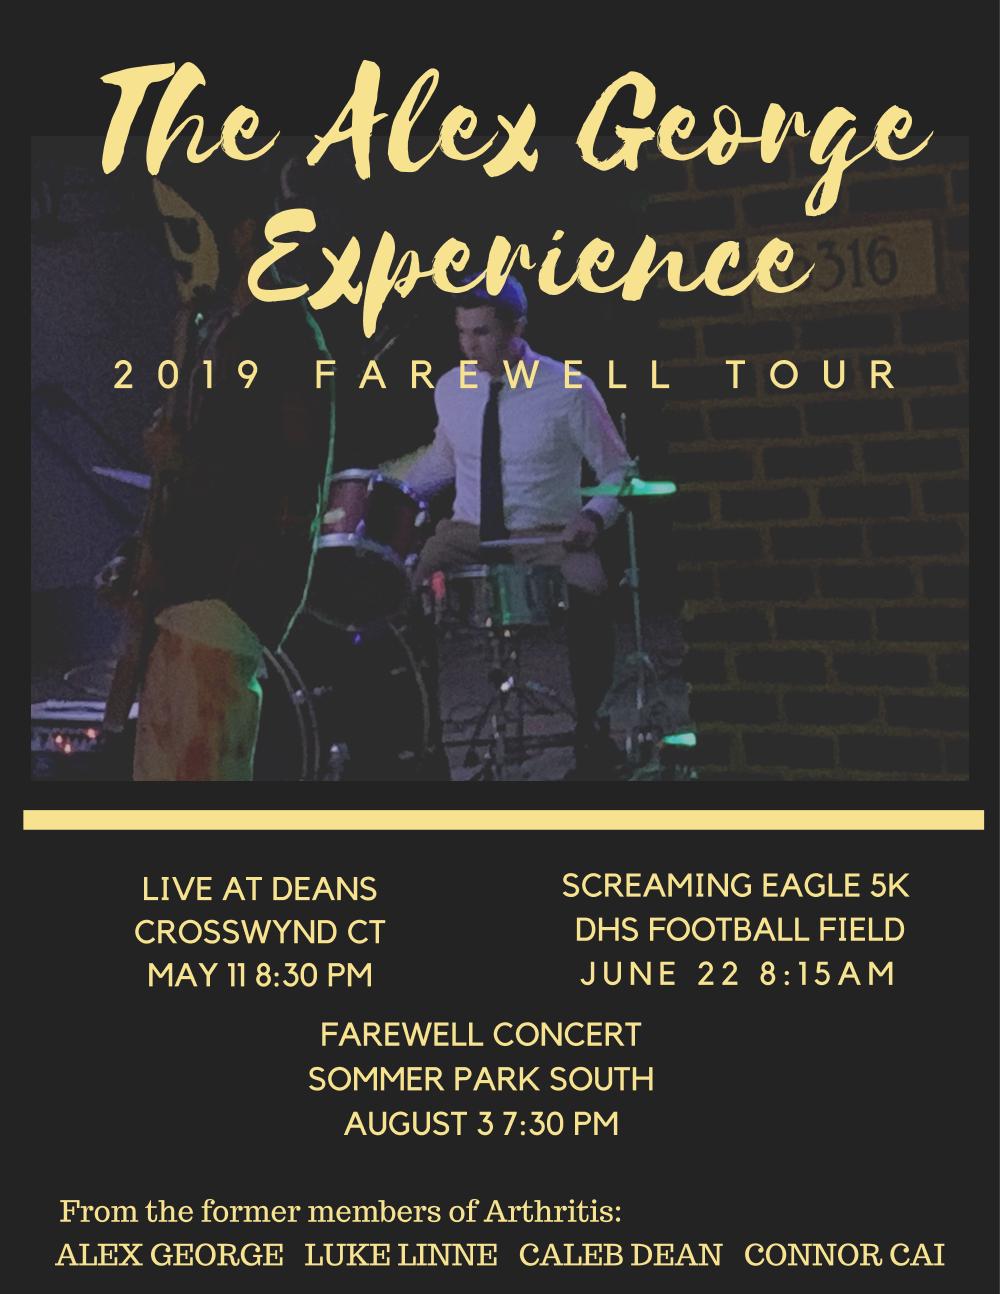 The Alex George
Experience
2019 FAREWELL TOUR
6316
LIVE AT DEANS
CROSSWYND CT
MAY 11 8:30 PM
SCREAMING EAGLE 5K
DHS FOOTBALL FIELD
JUNE 22 8:15AM
FAREWELL CONCERT
SOMMER PARK SOUTH
AUGUST 3 7:30 PM
From the former members of Arthritis:
ALEX GEORGE LUKE LINNE CALEB DEAN CONNOR CAI